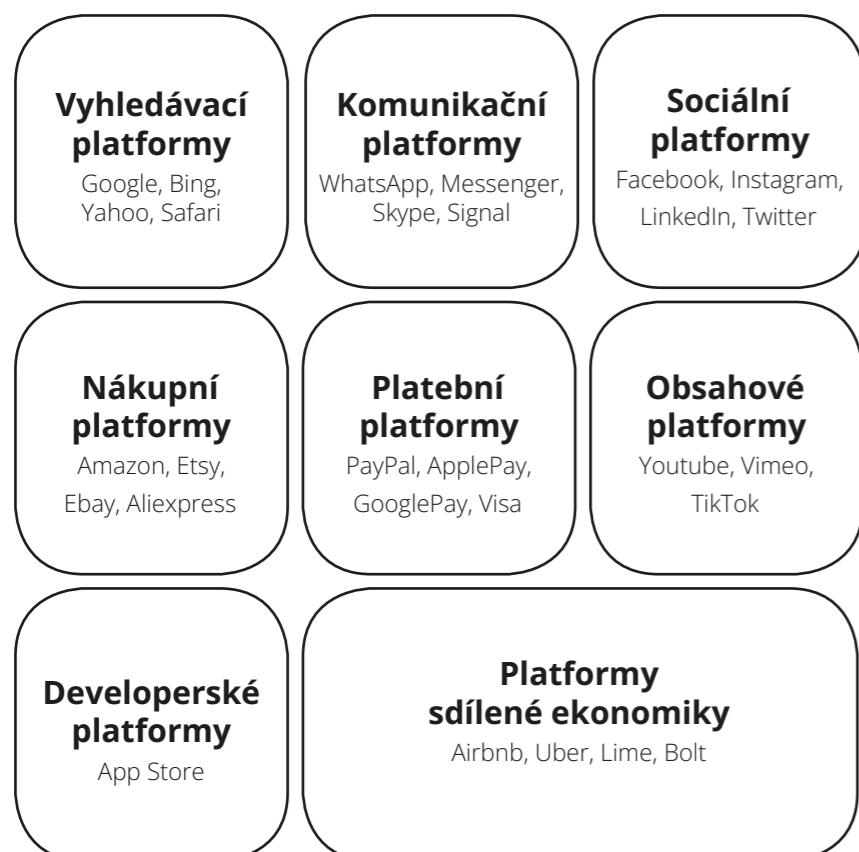 Vyhledávací
platformy
Google, Bing,
Yahoo, Safari
Komunikační
platformy
WhatsApp, Messenger,
Skype, Signal
Sociální
platformy
Facebook, Instagram,
LinkedIn, Twitter
Nákupní
platformy
Amazon, Etsy,
Ebay, Aliexpress
Platební
platformy
PayPal, ApplePay,
GooglePay, Visa
Obsahové
platformy
Youtube, Vimeo,
TikTok
Developerské
platformy
App Store
Platformy
sdílené ekonomiky
Airbnb, Uber, Lime, Bolt